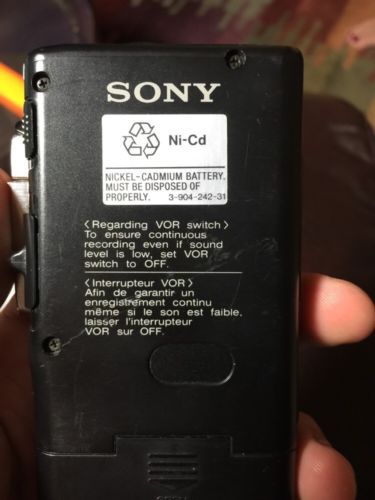 SONY
Ni-Cd
NICKEL-CADMIUM BATTERY.
MUST BE DISPOSED OF
PROPERLY. 3-904-242-31
<Regarding VOR switch>
To ensure continuous
recording even if sound
level is low, set VOR
switch to OFF.
<Interrupteur VOR>
Afin de garantir un
enregistrement continu
même si le son est faible,
laisser l'interrupteur
VOR sur OFF.